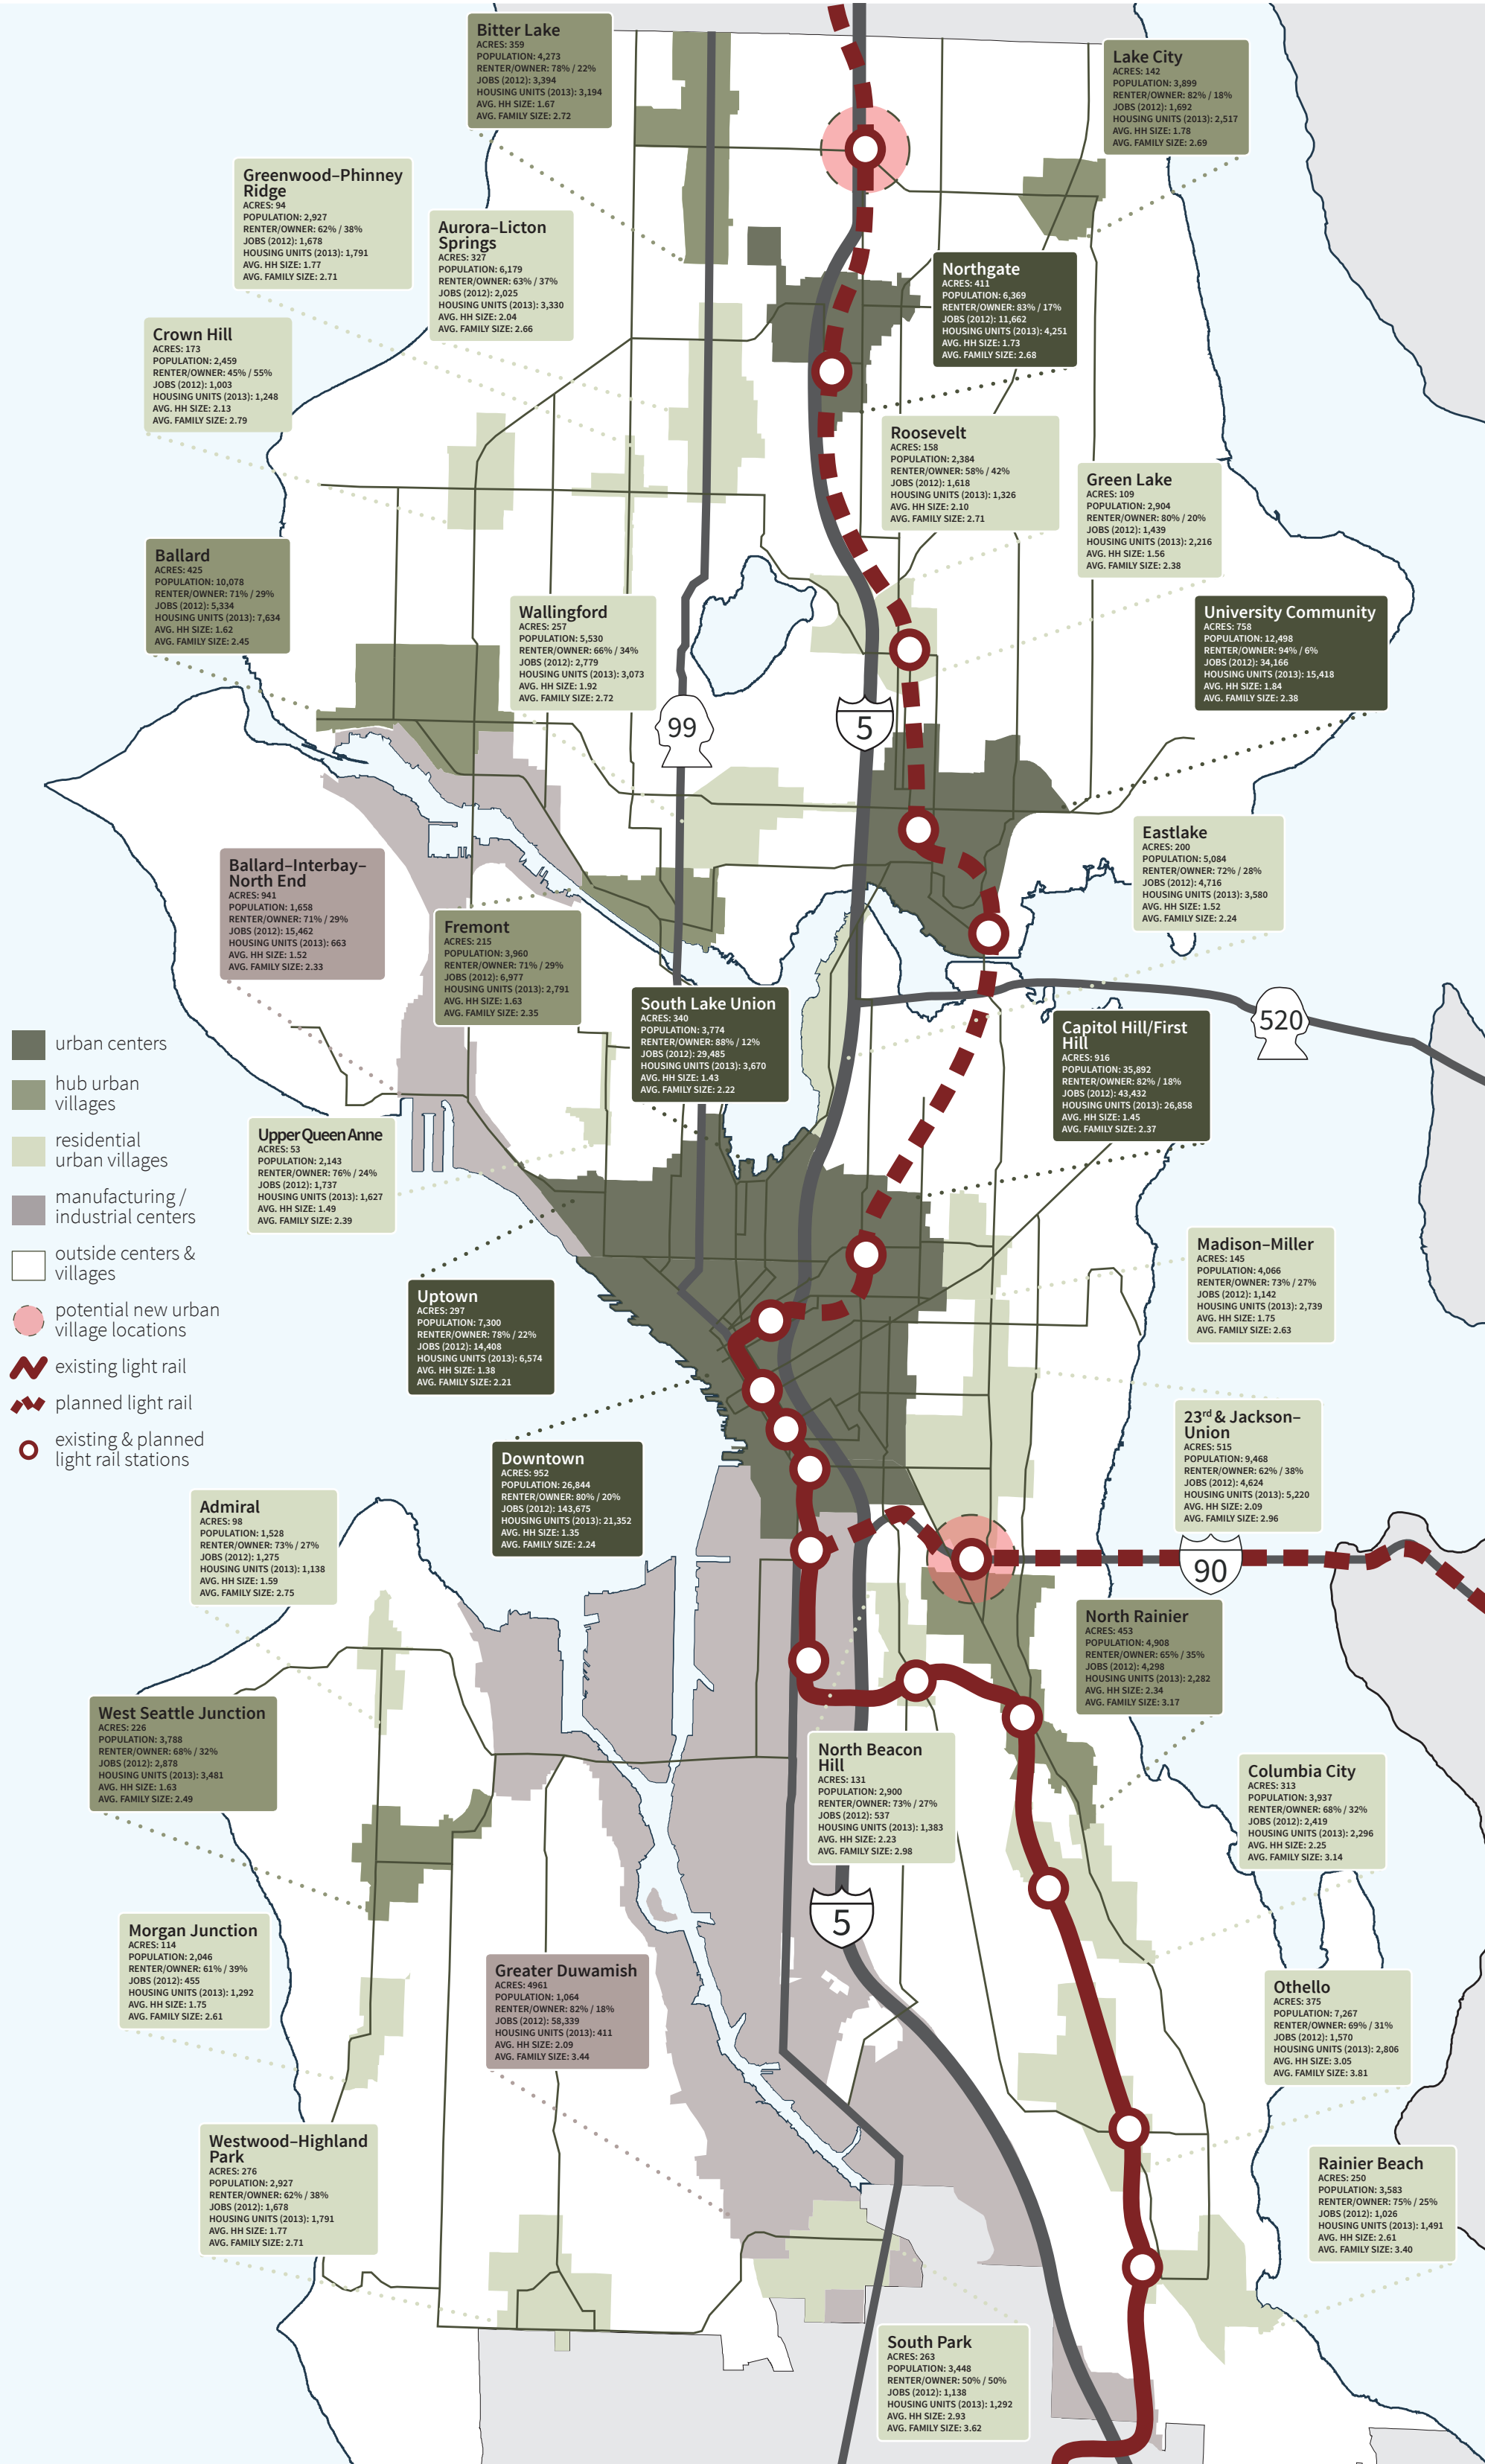 Bitter Lake
ACRES: 359
POPULATION: 4,273
RENTER/OWNER: 78% / 22%
JOBS (2012): 3,394
HOUSING UNITS (2013): 3,194
AVG. HH SIZE: 1.67
AVG. FAMILY SIZE: 2.72
Lake City
ACRES: 142
POPULATION: 3,899
RENTER/OWNER: 82% / 18%
JOBS (2012): 1,692
HOUSING UNITS (2013): 2,517
AVG. HH SIZE: 1.78
AVG. FAMILY SIZE: 2.69
Greenwood–Phinney
Ridge
ACRES: 94
POPULATION: 2,927
RENTER/OWNER: 62% / 38%
JOBS (2012): 1,678
HOUSING UNITS (2013): 1,791
AVG. HH SIZE: 1.77
AVG. FAMILY SIZE: 2.71
Aurora–Licton
Springs
ACRES: 327
POPULATION: 6,179
RENTER/OWNER: 63% / 37%
JOBS (2012): 2,025
HOUSING UNITS (2013): 3,330
AVG. HH SIZE: 2.04
AVG. FAMILY SIZE: 2.66
Northgate
ACRES: 411
POPULATION: 6,369
RENTER/OWNER: 83% / 17%
JOBS (2012): 11,662
HOUSING UNITS (2013): 4,251
AVG. HH SIZE: 1.73
AVG. FAMILY SIZE: 2.68
Crown Hill
ACRES: 173
POPULATION: 2,459
RENTER/OWNER: 45% / 55%
JOBS (2012): 1,003
HOUSING UNITS (2013): 1,248
AVG. HH SIZE: 2.13
AVG. FAMILY SIZE: 2.79
Roosevelt
ACRES: 158
POPULATION: 2,384
RENTER/OWNER: 58% / 42%
JOBS (2012): 1,618
HOUSING UNITS (2013): 1,326
AVG. HH SIZE: 2.10
AVG. FAMILY SIZE: 2.71
Green Lake
ACRES: 109
POPULATION: 2,904
RENTER/OWNER: 80% / 20%
JOBS (2012): 1,439
HOUSING UNITS (2013): 2,216
AVG. HH SIZE: 1.56
AVG. FAMILY SIZE: 2.38
Ballard
ACRES: 425
POPULATION: 10,078
RENTER/OWNER: 71% / 29%
JOBS (2012): 5,334
HOUSING UNITS (2013): 7,634
AVG. HH SIZE: 1.62
AVG. FAMILY SIZE: 2.45
Wallingford
ACRES: 257
POPULATION: 5,530
RENTER/OWNER: 66% / 34%
JOBS (2012): 2,779
HOUSING UNITS (2013): 3,073
AVG. HH SIZE: 1.92
AVG. FAMILY SIZE: 2.72
University Community
ACRES: 758
POPULATION: 12,498
RENTER/OWNER: 94% / 6%
JOBS (2012): 34,166
HOUSING UNITS (2013): 15,418
AVG. HH SIZE: 1.84
AVG. FAMILY SIZE: 2.38
99
5
Eastlake
ACRES: 200
POPULATION: 5,084
RENTER/OWNER: 72% / 28%
JOBS (2012): 4,716
HOUSING UNITS (2013): 3,580
AVG. HH SIZE: 1.52
AVG. FAMILY SIZE: 2.24
Ballard–Interbay–
North End
ACRES: 941
POPULATION: 1,658
RENTER/OWNER: 71% / 29%
JOBS (2012): 15,462
HOUSING UNITS (2013): 663
AVG. HH SIZE: 1.52
AVG. FAMILY SIZE: 2.33
Fremont
ACRES: 215
POPULATION: 3,960
RENTER/OWNER: 71% / 29%
JOBS (2012): 6,977
HOUSING UNITS (2013): 2,791
AVG. HH SIZE: 1.63
AVG. FAMILY SIZE: 2.35
South Lake Union
ACRES: 340
POPULATION: 3,774
RENTER/OWNER: 88% / 12%
JOBS (2012): 29,485
HOUSING UNITS (2013): 3,670
AVG. HH SIZE: 1.43
AVG. FAMILY SIZE: 2.22
520
Capitol Hill/First
Hill
ACRES: 916
POPULATION: 35,892
RENTER/OWNER: 82% / 18%
JOBS (2012): 43,432
HOUSING UNITS (2013): 26,858
AVG. HH SIZE: 1.45
AVG. FAMILY SIZE: 2.37
urban centers
hub urban
villages
residential
urban villages
manufacturing /
industrial centers
outside centers &
villages
potential new urban
village locations
existing light rail
planned light rail
existing & planned
light rail stations
Upper Queen Anne
ACRES: 53
POPULATION: 2,143
RENTER/OWNER: 76% / 24%
JOBS (2012): 1,737
HOUSING UNITS (2013): 1,627
AVG. HH SIZE: 1.49
AVG. FAMILY SIZE: 2.39
Madison–Miller
ACRES: 145
POPULATION: 4,066
RENTER/OWNER: 73% / 27%
JOBS (2012): 1,142
HOUSING UNITS (2013): 2,739
AVG. HH SIZE: 1.75
AVG. FAMILY SIZE: 2.63
Uptown
ACRES: 297
POPULATION: 7,300
RENTER/OWNER: 78% / 22%
JOBS (2012): 14,408
HOUSING UNITS (2013): 6,574
AVG. HH SIZE: 1.38
AVG. FAMILY SIZE: 2.21
23rd & Jackson–
Union
ACRES: 515
POPULATION: 9,468
RENTER/OWNER: 62% / 38%
JOBS (2012): 4,624
HOUSING UNITS (2013): 5,220
AVG. HH SIZE: 2.09
AVG. FAMILY SIZE: 2.96
Downtown
ACRES: 952
POPULATION: 26,844
RENTER/OWNER: 80% / 20%
JOBS (2012): 143,675
HOUSING UNITS (2013): 21,352
AVG. HH SIZE: 1.35
AVG. FAMILY SIZE: 2.24
Admiral
ACRES: 98
POPULATION: 1,528
RENTER/OWNER: 73% / 27%
JOBS (2012): 1,275
HOUSING UNITS (2013): 1,138
AVG. HH SIZE: 1.59
AVG. FAMILY SIZE: 2.75
90
North Rainier
ACRES: 453
POPULATION: 4,908
RENTER/OWNER: 65% / 35%
JOBS (2012): 4,298
HOUSING UNITS (2013): 2,282
AVG. HH SIZE: 2.34
AVG. FAMILY SIZE: 3.17
West Seattle Junction
ACRES: 226
POPULATION: 3,788
RENTER/OWNER: 68% / 32%
JOBS (2012): 2,878
HOUSING UNITS (2013): 3,481
AVG. HH SIZE: 1.63
AVG. FAMILY SIZE: 2.49
North Beacon
Hill
ACRES: 131
POPULATION: 2,900
RENTER/OWNER: 73% / 27%
JOBS (2012): 537
HOUSING UNITS (2013): 1,383
AVG. HH SIZE: 2.23
AVG. FAMILY SIZE: 2.98
Columbia City
ACRES: 313
POPULATION: 3,937
RENTER/OWNER: 68% / 32%
JOBS (2012): 2,419
HOUSING UNITS (2013): 2,296
AVG. HH SIZE: 2.25
AVG. FAMILY SIZE: 3.14
5
Morgan Junction
ACRES: 114
POPULATION: 2,046
RENTER/OWNER: 61% / 39%
JOBS (2012): 455
HOUSING UNITS (2013): 1,292
AVG. HH SIZE: 1.75
AVG. FAMILY SIZE: 2.61
Greater Duwamish
ACRES: 4961
POPULATION: 1,064
RENTER/OWNER: 82% / 18%
JOBS (2012): 58,339
HOUSING UNITS (2013): 411
AVG. HH SIZE: 2.09
AVG. FAMILY SIZE: 3.44
Othello
ACRES: 375
POPULATION: 7,267
RENTER/OWNER: 69% / 31%
JOBS (2012): 1,570
HOUSING UNITS (2013): 2,806
AVG. HH SIZE: 3.05
AVG. FAMILY SIZE: 3.81
Westwood–Highland
Park
ACRES: 276
POPULATION: 2,927
RENTER/OWNER: 62% / 38%
JOBS (2012): 1,678
HOUSING UNITS (2013): 1,791
AVG. HH SIZE: 1.77
AVG. FAMILY SIZE: 2.71
Rainier Beach
ACRES: 250
POPULATION: 3,583
RENTER/OWNER: 75% / 25%
JOBS (2012): 1,026
HOUSING UNITS (2013): 1,491
AVG. HH SIZE: 2.61
AVG. FAMILY SIZE: 3.40
South Park
ACRES: 263
POPULATION: 3,448
RENTER/OWNER: 50% / 50%
JOBS (2012): 1,138
HOUSING UNITS (2013): 1,292
AVG. HH SIZE: 2.93
AVG. FAMILY SIZE: 3.62